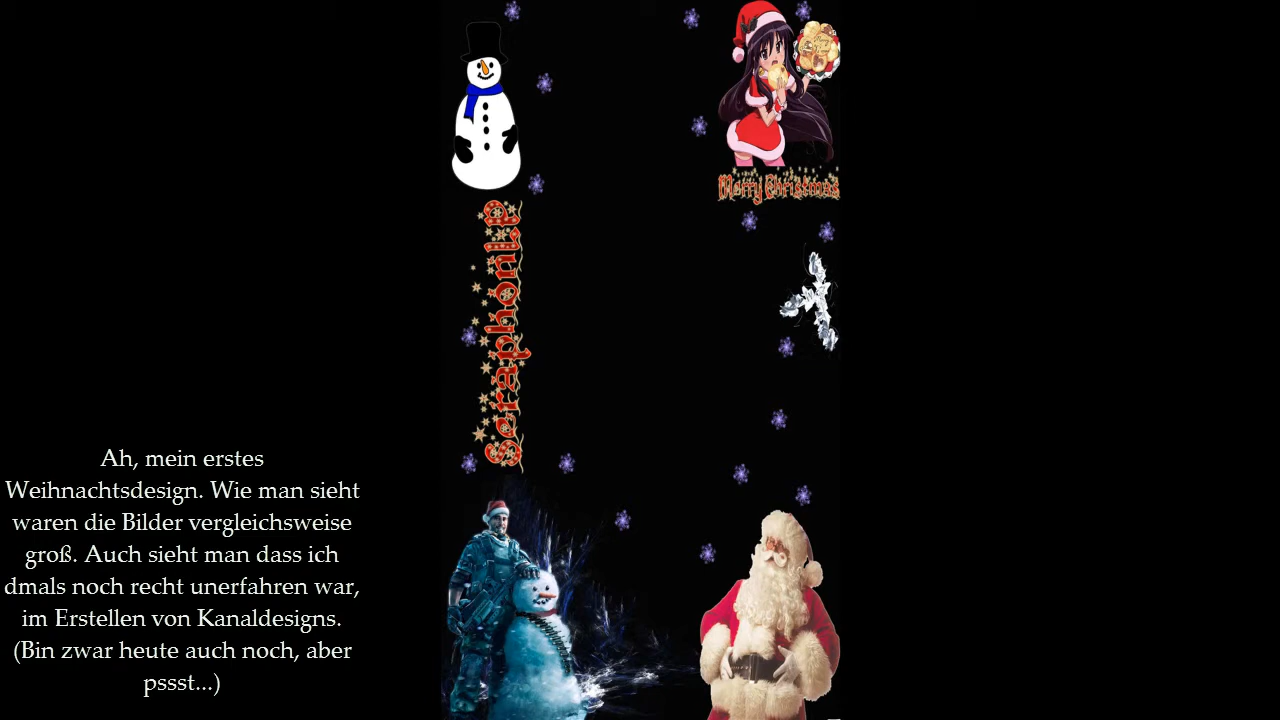 Merry Christmas
Ah, mein erstes
Weihnachtsdesign. Wie man sieht
waren die Bilder vergleichsweise
groß. Auch sieht man dass ich
dmals noch recht unerfahren war,
im Erstellen von Kanaldesigns.
(Bin zwar heute auch noch, aber
pssst...)